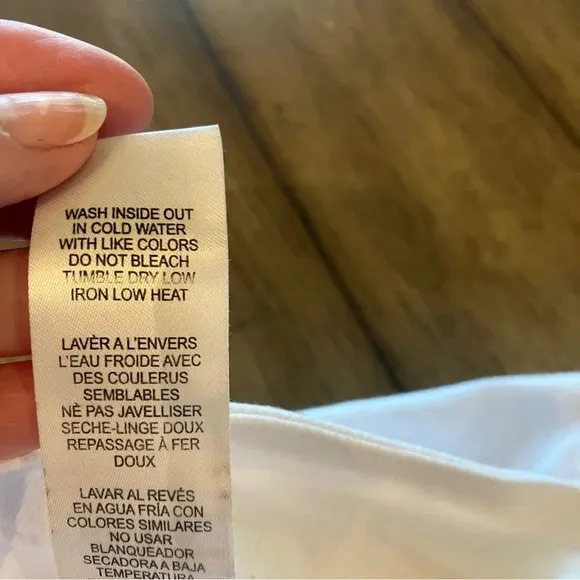 WASH INSIDE OUT
IN COLD WATER
WITH LIKE COLORS
DO NOT BLEACH
TUMBLE DRY LOW
IRON LOW HEAT
LAVÈR A L'ENVERS
L'EAU FROIDE AVEC
DES COULERUS
SEMBLABLES
NÈ PAS JAVELLISER
SECHE-LINGE DOUX
REPASSAGE À FER
DOUX
LAVAR AL REVÉS
EN AGUA FRÍA CON
COLORES SIMILARES
NO USAR
BLANQUEADOR
SECADORA A BAJA
TEMPERATURA